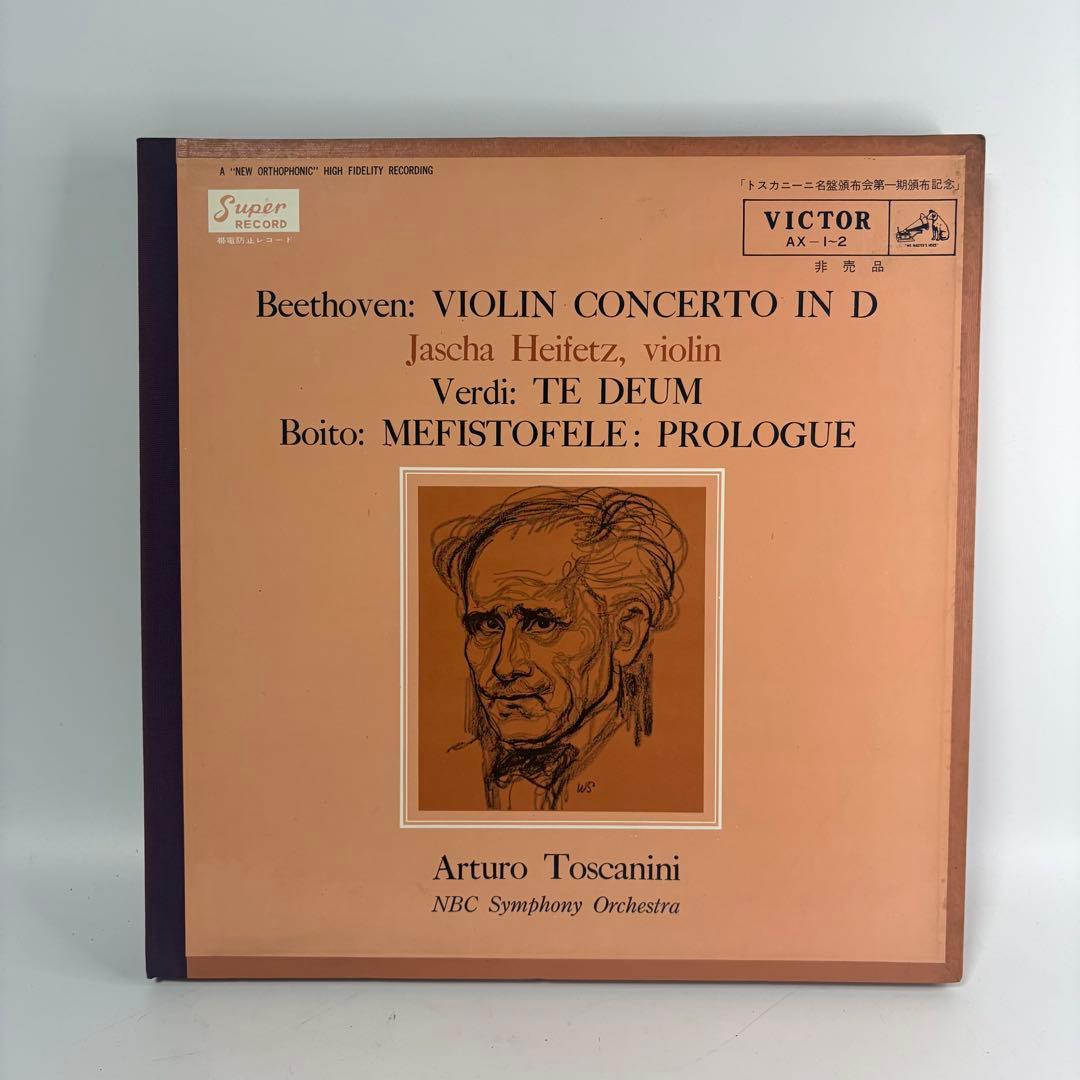 A "NEW ORTHOPHONIC" HIGH FIDELITY RECORDING
Super
RECORD
帯電防止レコード
「トスカニーニ名盤頒布会第一期頒布記念」
VICTOR
AX－1~2
"HIS MASTER'S VOICE"
非売品
Beethoven: VIOLIN CONCERTO IN D
Jascha Heifetz, violin
Verdi: TE DEUM
Boito: MEFISTOFELE: PROLOGUE
WS
Arturo Toscanini
NBC Symphony Orchestra